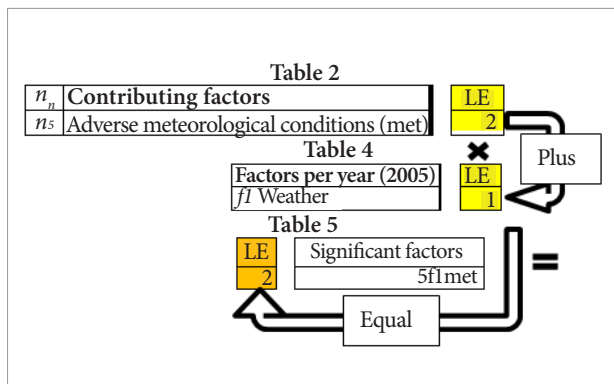 Table 2
nn Contributing factors LE
n5 Adverse meteorological conditions (met) 2
×
Plus
Table 4
Factors per year (2005) LE
f1 Weather 1
Table 5
LE Significant factors
2 5f1met
=
Equal